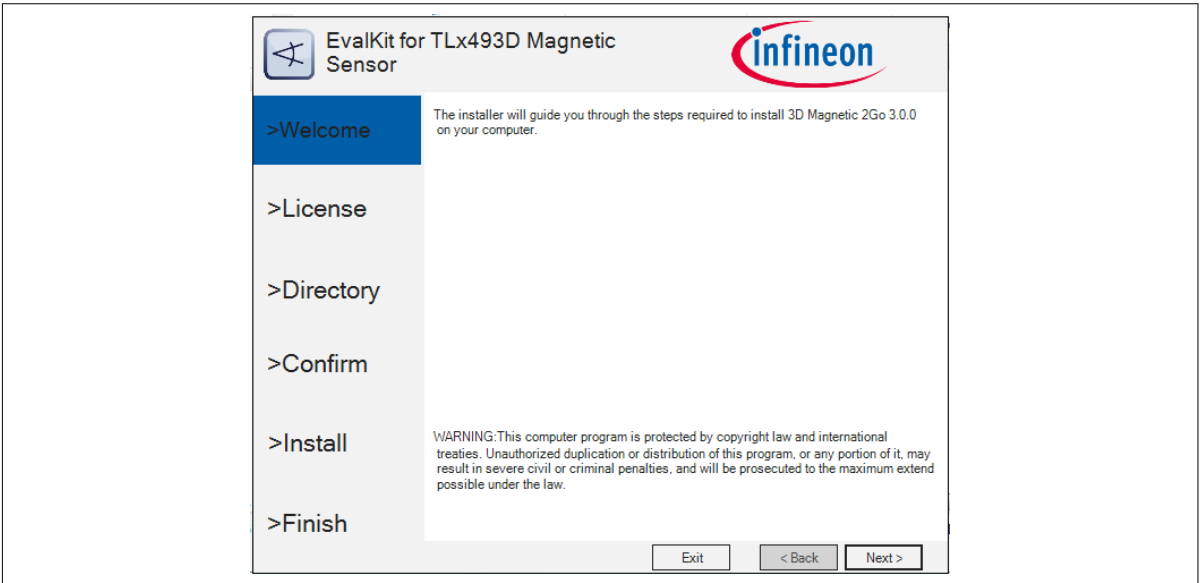 EvalKit for TLx493D Magnetic
Sensor
infineon
>Welcome
The installer will guide you through the steps required to install 3D Magnetic 2Go 3.0.0
on your computer.
>License
>Directory
>Confirm
>Install
WARNING:This computer program is protected by copyright law and international
treaties. Unauthorized duplication or distribution of this program, or any portion of it, may
result in severe civil or criminal penalties, and will be prosecuted to the maximum extend
possible under the law.
>Finish
Exit
< Back
Next >